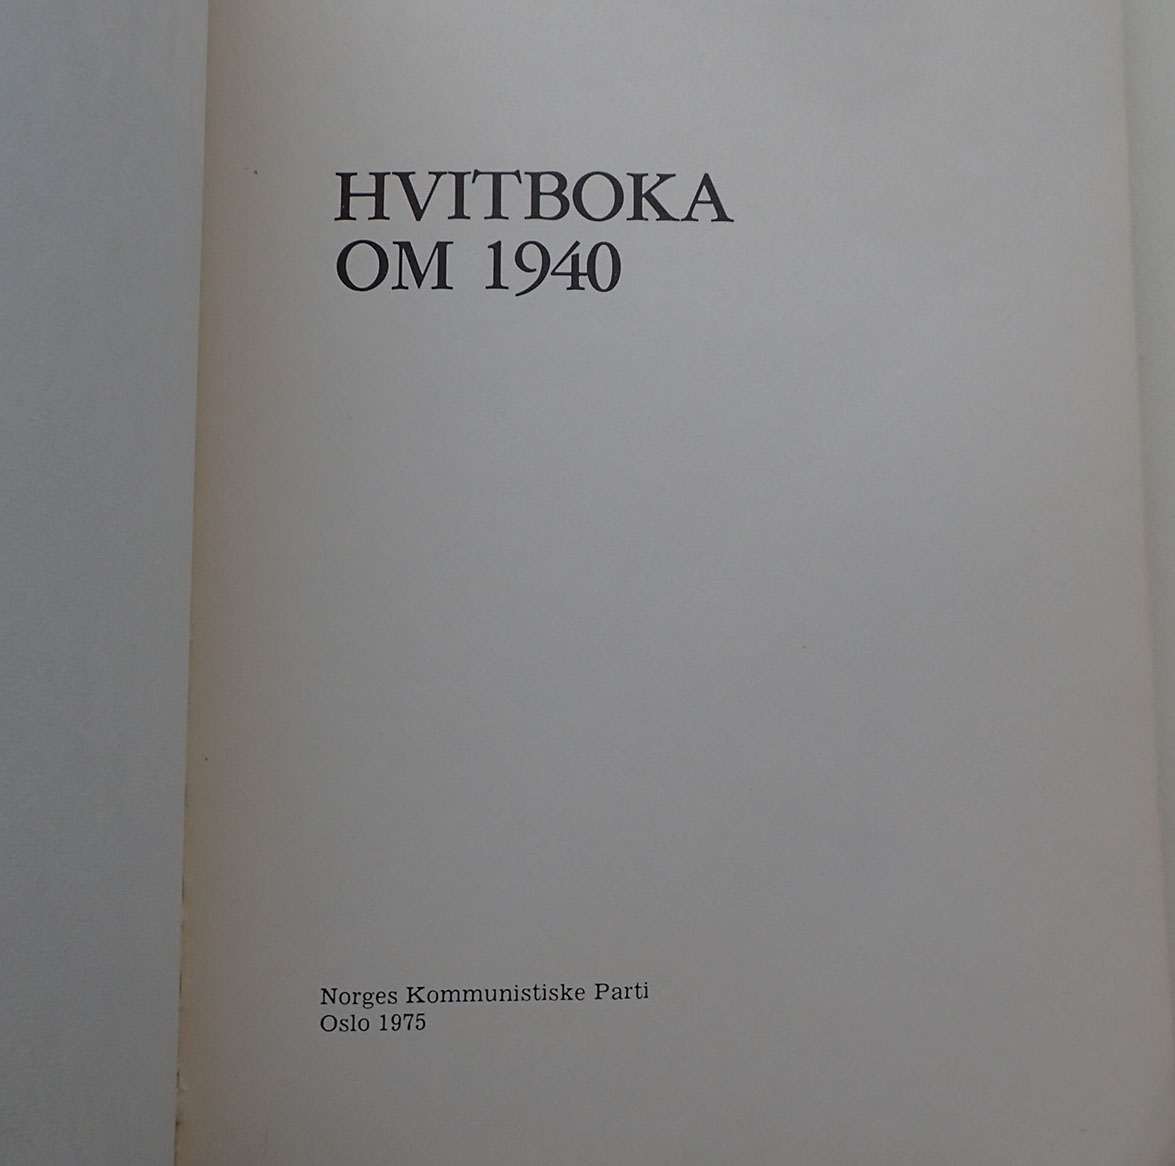 HVITBOKA
OM 1940
Norges Kommunistiske Parti
Oslo 1975